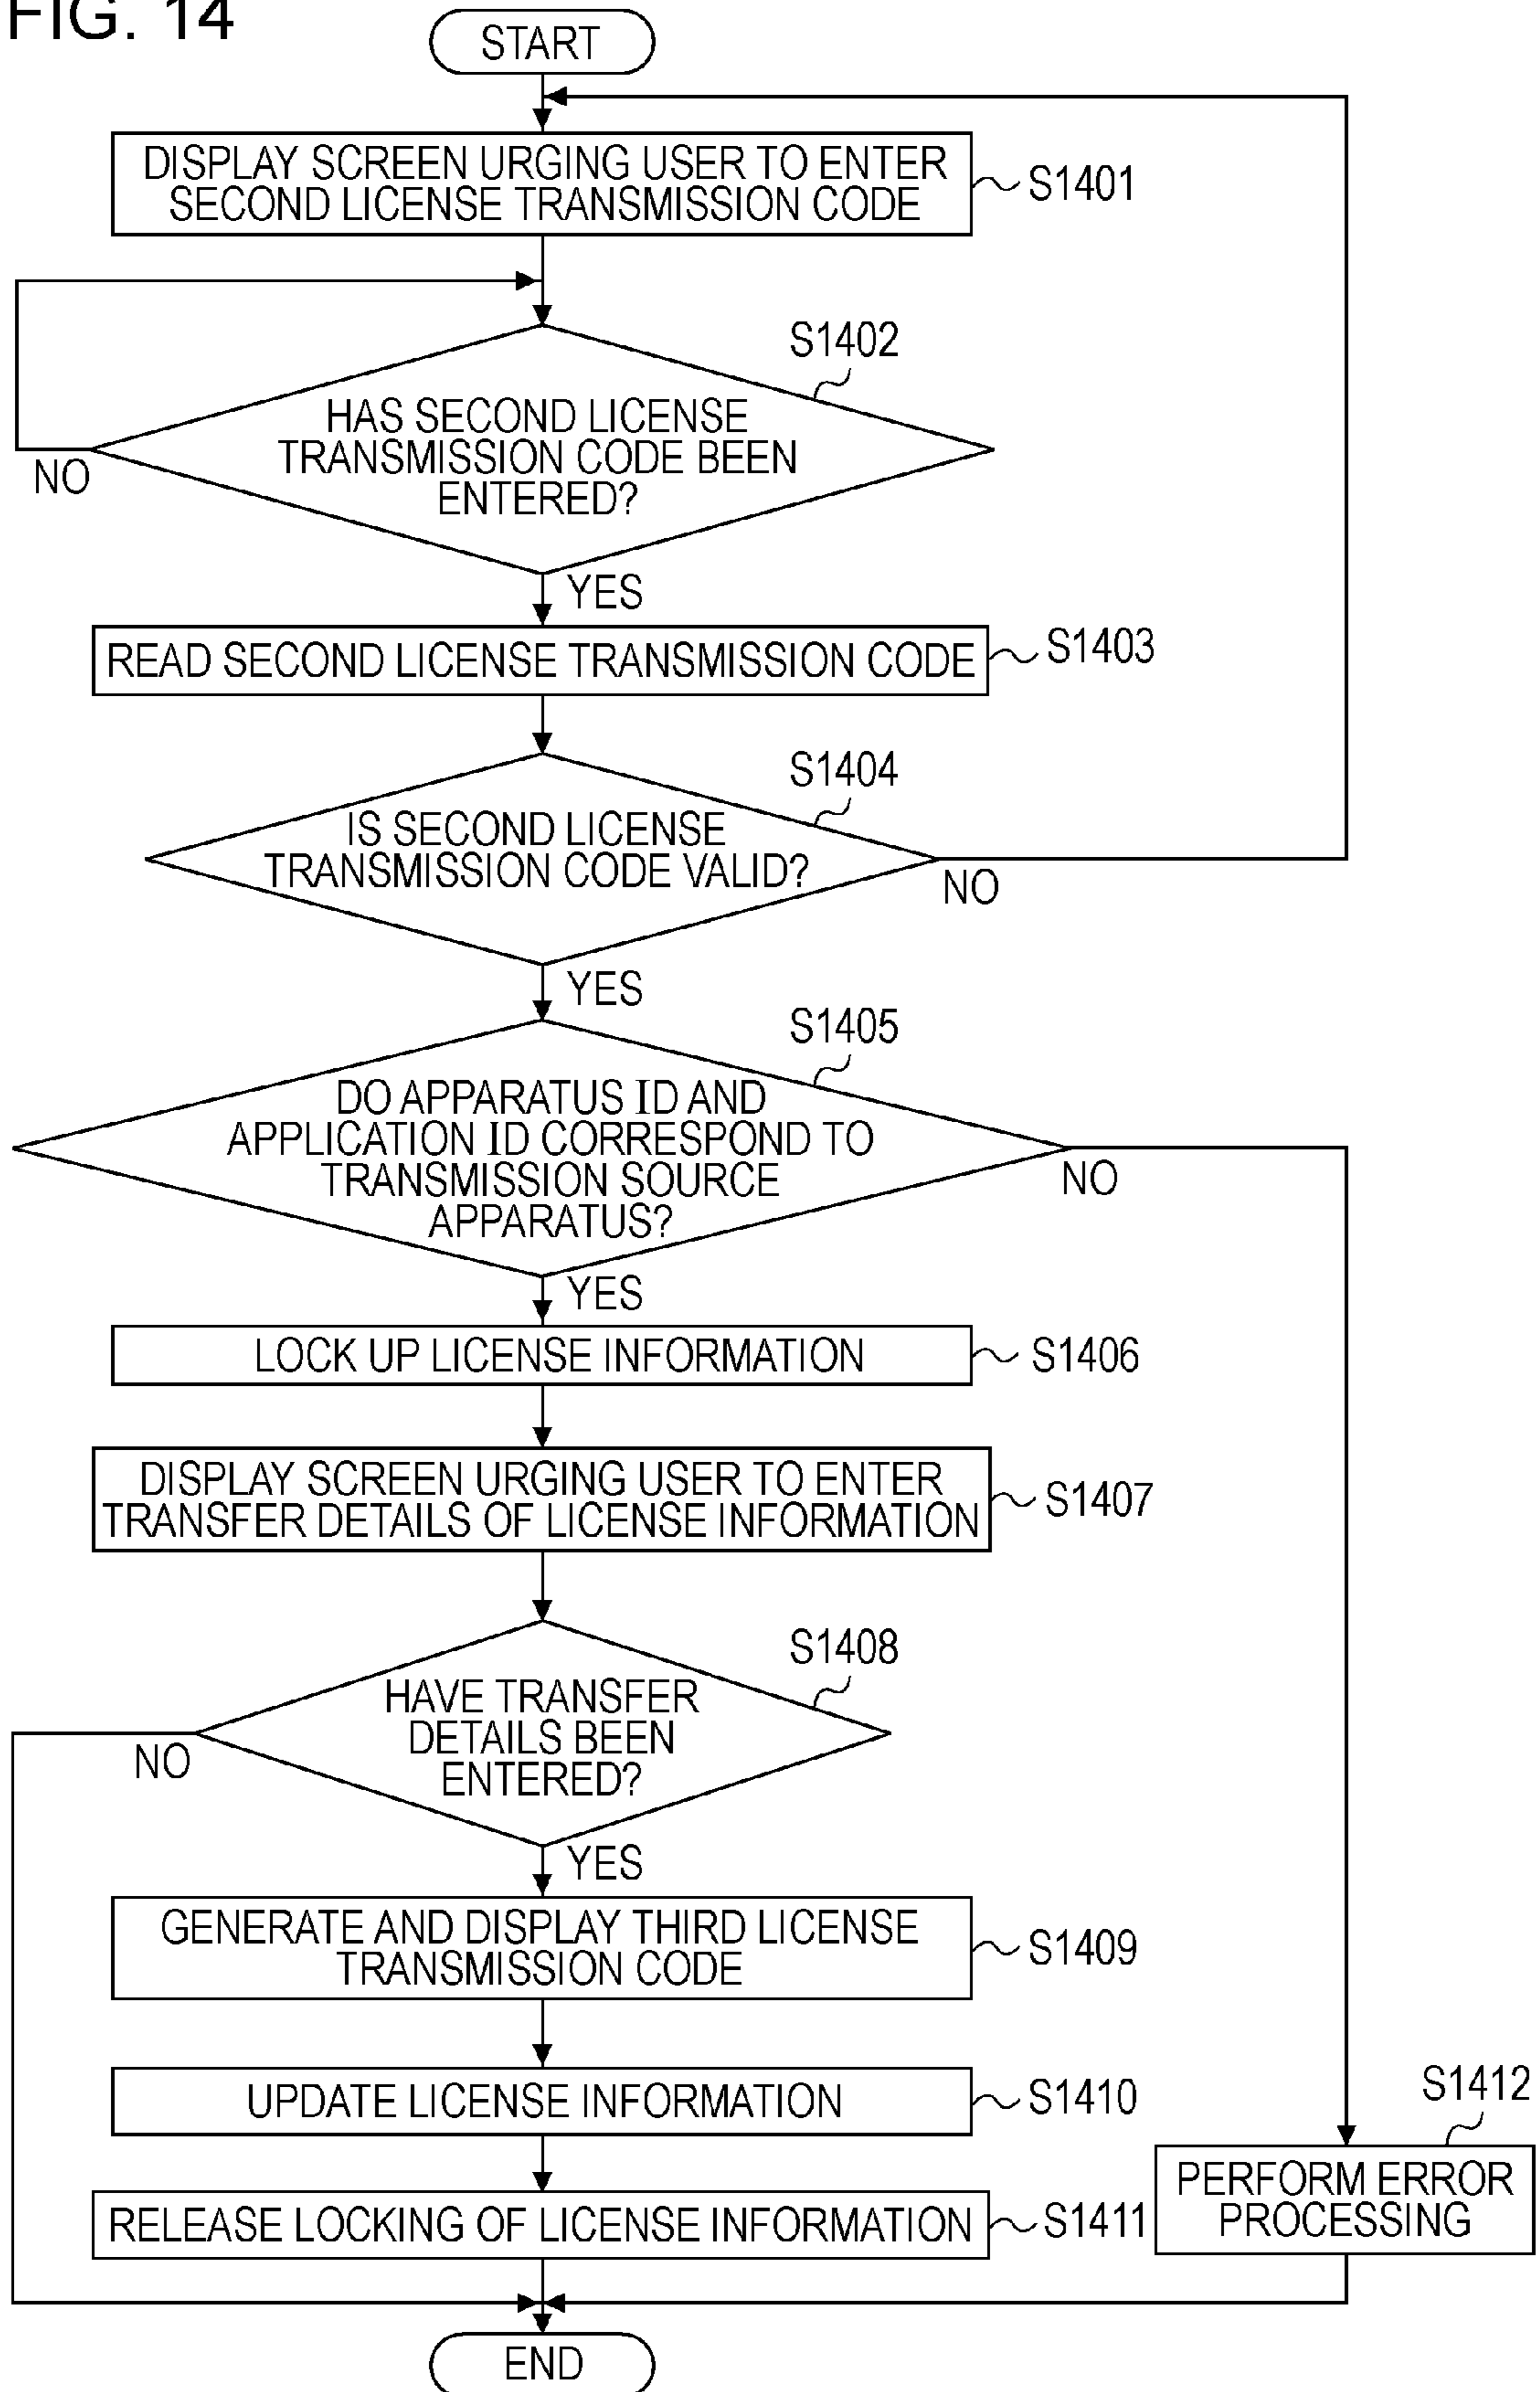 FIG. 14
START
DISPLAY SCREEN URGING USER TO ENTER
SECOND LICENSE TRANSMISSION CODE
S1401
S1402
HAS SECOND LICENSE
TRANSMISSION CODE BEEN
ENTERED?
NO
YES
READ SECOND LICENSE TRANSMISSION CODE
S1403
S1404
IS SECOND LICENSE
TRANSMISSION CODE VALID?
NO
YES
S1405
DO APPARATUS ID AND
APPLICATION ID CORRESPOND TO
TRANSMISSION SOURCE
APPARATUS?
NO
YES
LOCK UP LICENSE INFORMATION
S1406
DISPLAY SCREEN URGING USER TO ENTER
TRANSFER DETAILS OF LICENSE INFORMATION
S1407
S1408
HAVE TRANSFER
DETAILS BEEN
ENTERED?
NO
YES
GENERATE AND DISPLAY THIRD LICENSE
TRANSMISSION CODE
S1409
UPDATE LICENSE INFORMATION
S1410
RELEASE LOCKING OF LICENSE INFORMATION
S1411
S1412
PERFORM ERROR
PROCESSING
END